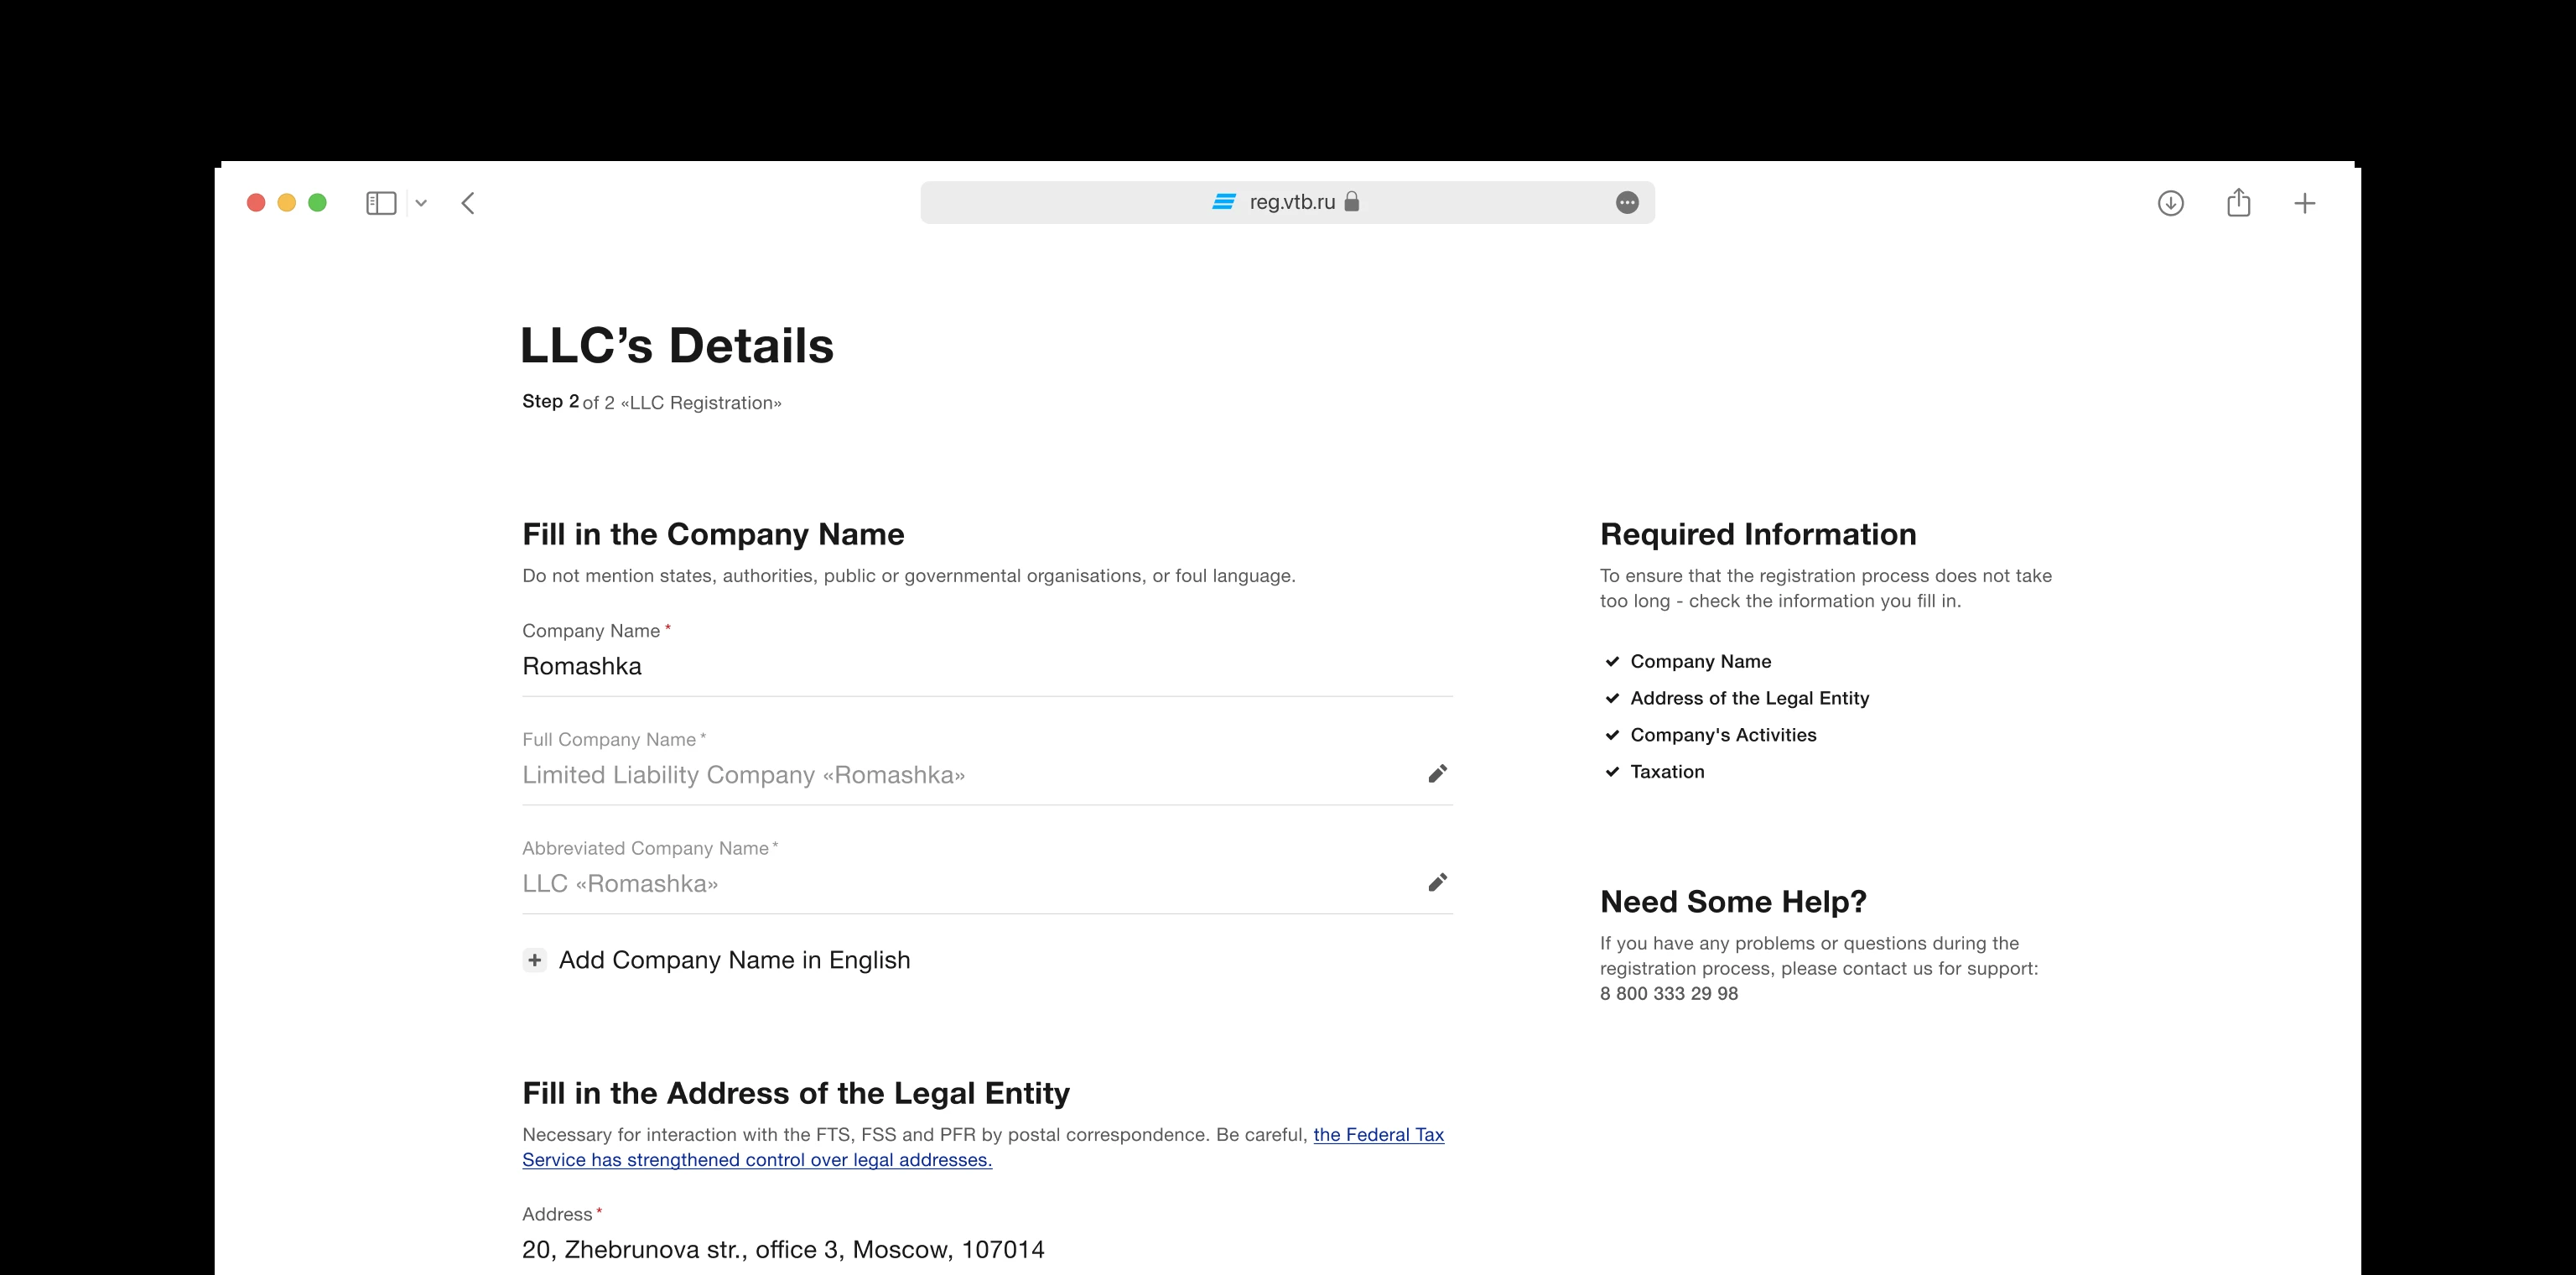 reg.vtb.ru
LLC’s Details
Step 2 of 2 «LLC Registration»
Fill in the Company Name
Do not mention states, authorities, public or governmental organisations, or foul language.
Company Name *
Romashka
Full Company Name *
Limited Liability Company «Romashka»
Abbreviated Company Name *
LLC «Romashka»
Add Company Name in English
Fill in the Address of the Legal Entity
Necessary for interaction with the FTS, FSS and PFR by postal correspondence. Be careful, the Federal Tax
Service has strengthened control over legal addresses.
Address *
20, Zhebrunova str., office 3, Moscow, 107014
Required Information
To ensure that the registration process does not take
too long - check the information you fill in.
Company Name
Address of the Legal Entity
Company's Activities
Taxation
Need Some Help?
If you have any problems or questions during the
registration process, please contact us for support:
8 800 333 29 98